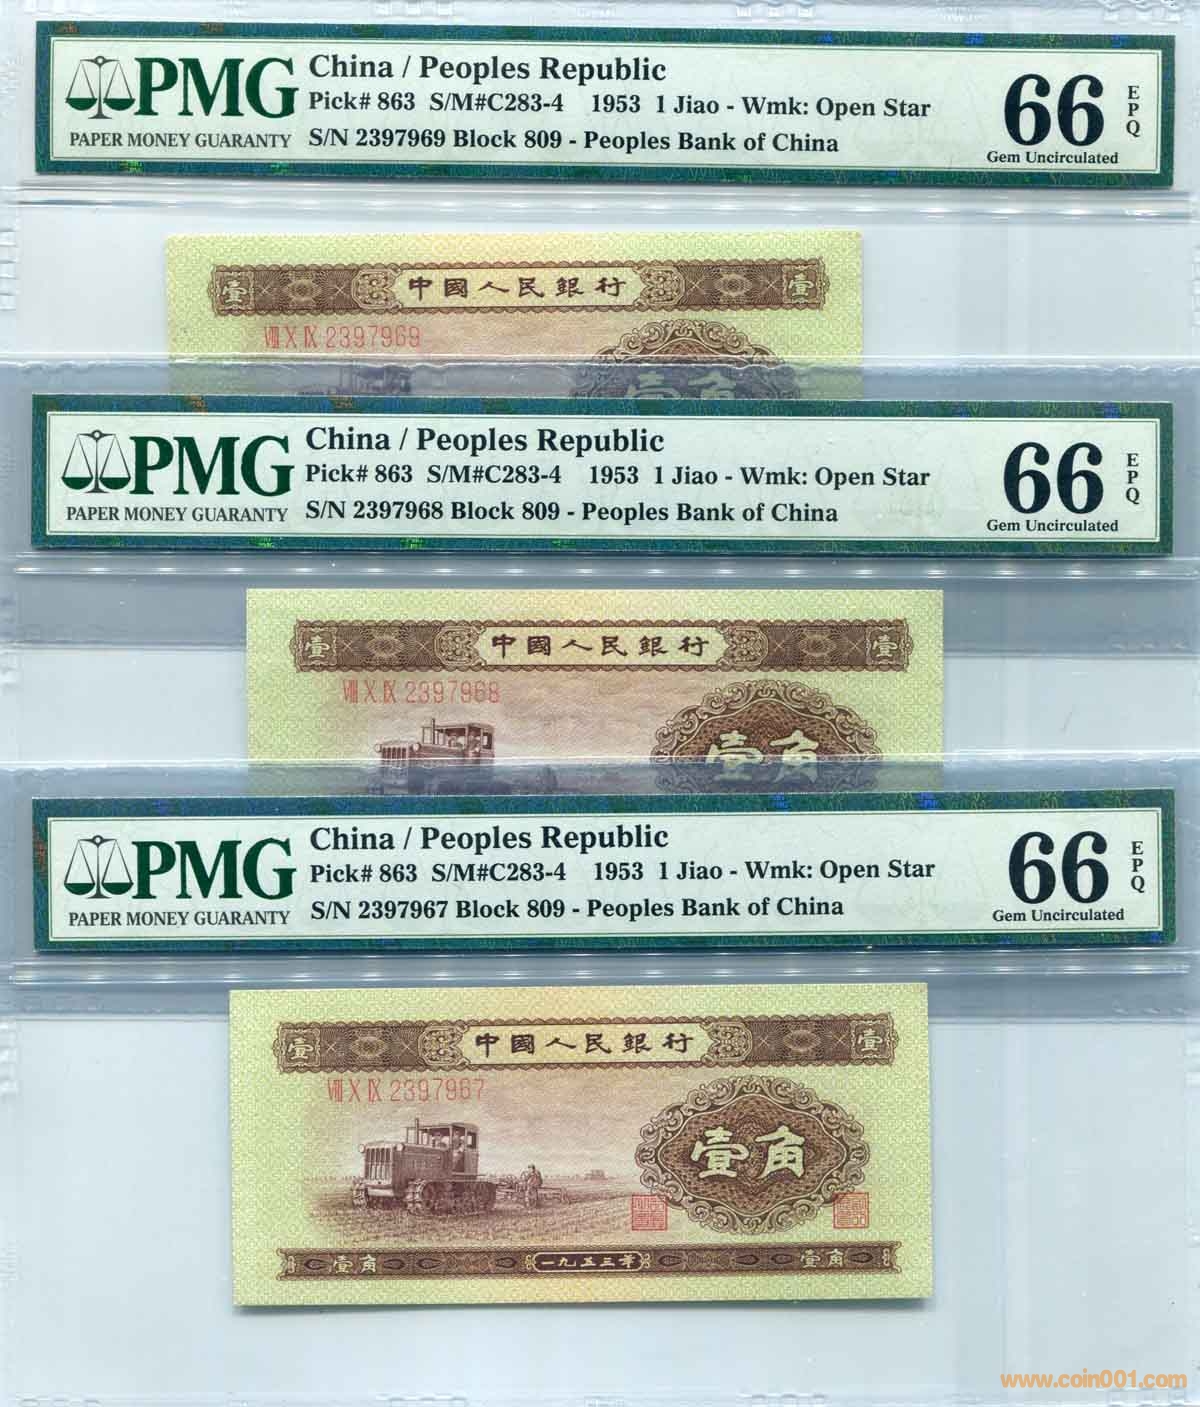 PMG
PAPER MONEY GUARANTY
China / Peoples Republic
Pick# 863 S/M#C283-4 1953 1 Jiao - Wmk: Open Star
S/N 2397969 Block 809 - Peoples Bank of China
66
EPQ
Gem Uncirculated
壹 中國人民銀行 壹
VIII X IX 2397969
壹角
PMG
PAPER MONEY GUARANTY
China / Peoples Republic
Pick# 863 S/M#C283-4 1953 1 Jiao - Wmk: Open Star
S/N 2397968 Block 809 - Peoples Bank of China
66
EPQ
Gem Uncirculated
壹 中國人民銀行 壹
VIII X IX 2397968
壹角
PMG
PAPER MONEY GUARANTY
China / Peoples Republic
Pick# 863 S/M#C283-4 1953 1 Jiao - Wmk: Open Star
S/N 2397967 Block 809 - Peoples Bank of China
66
EPQ
Gem Uncirculated
壹 中國人民銀行 壹
VIII X IX 2397967
壹角
壹角 一九五三年 壹角
www.coin001.com